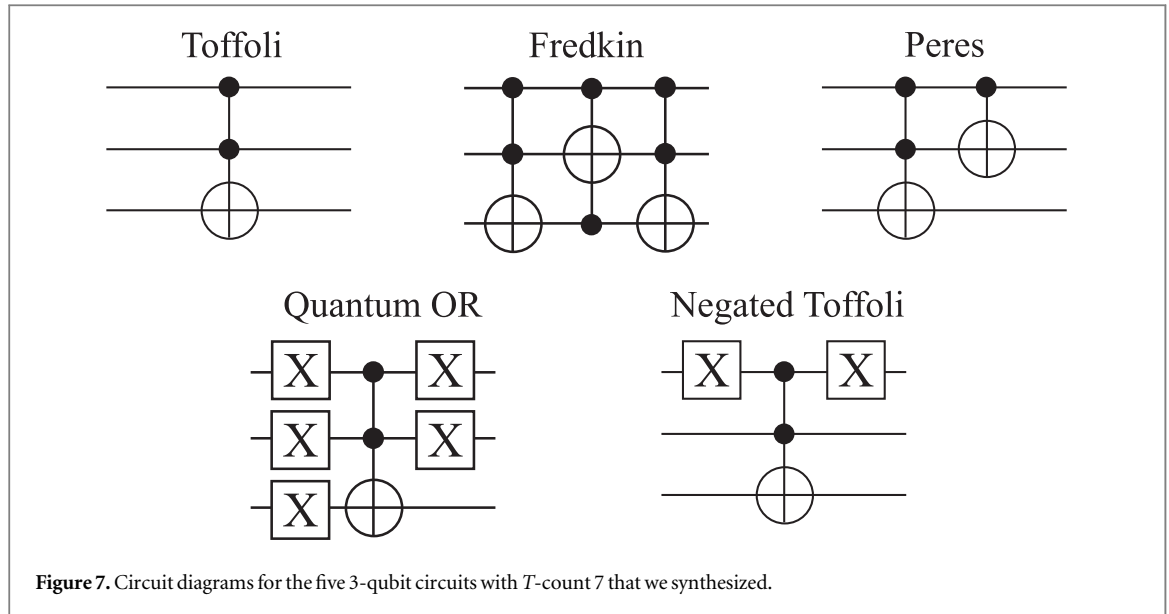 Toffoli
Fredkin
Peres
Quantum OR
Negated Toffoli
X X
X X
X X
X
Figure 7. Circuit diagrams for the five 3-qubit circuits with T-count 7 that we synthesized.